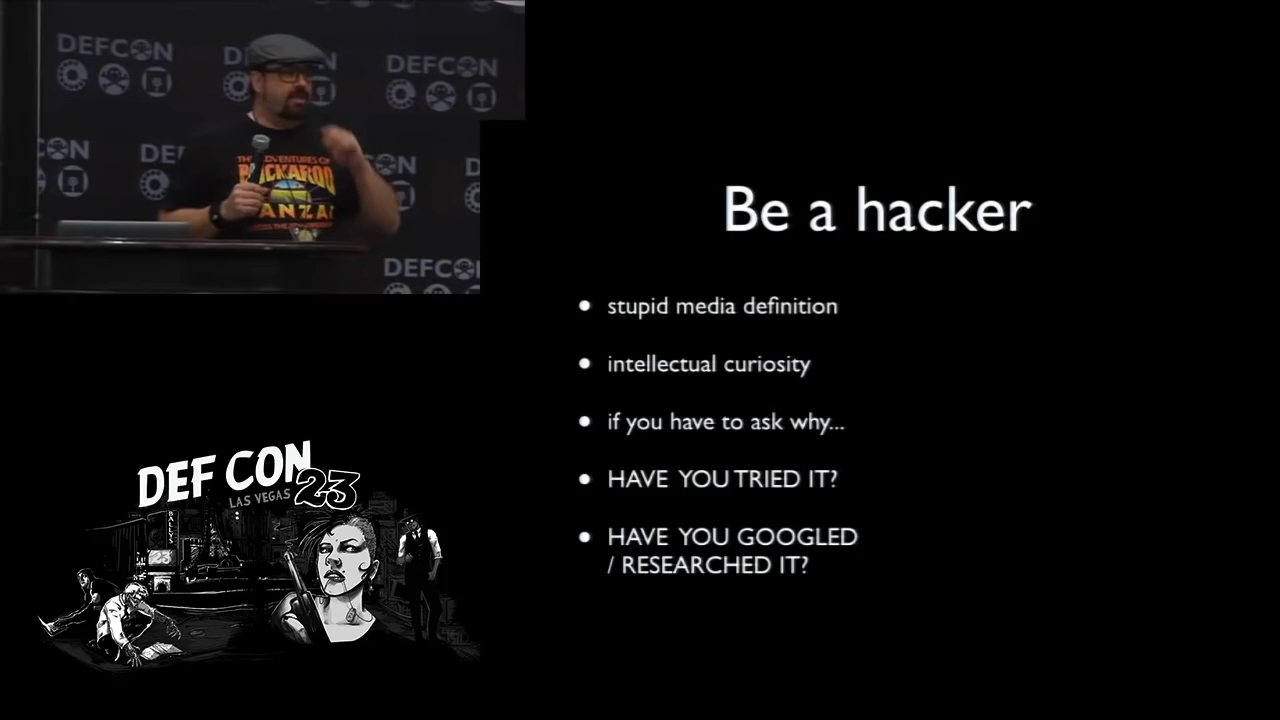 DEFCON
DEFCON
DEFCON
THE ADVENTURES OF
BUCKAROO
BANZAI
DEFCON
Be a hacker
• stupid media definition
• intellectual curiosity
• if you have to ask why...
• HAVE YOU TRIED IT?
• HAVE YOU GOOGLED
/ RESEARCHED IT?
DEF CON
LAS VEGAS 23
BALLYS